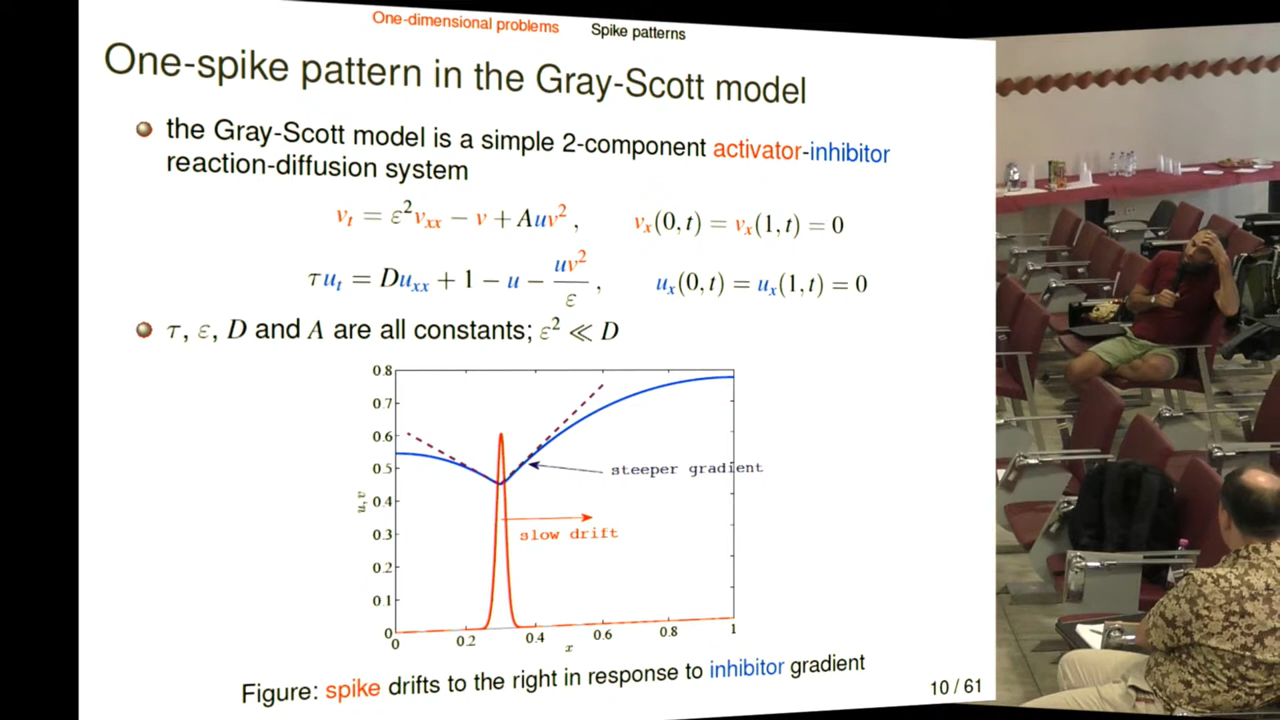 One-dimensional problems Spike patterns
One-spike pattern in the Gray-Scott model
the Gray-Scott model is a simple 2-component activator-inhibitor
reaction-diffusion system
v_t = ε²v_xx − v + Auv², v_x(0,t) = v_x(1,t) = 0
τu_t = Du_xx + 1 − u − uv²/ε, u_x(0,t) = u_x(1,t) = 0
τ, ε, D and A are all constants; ε² ≪ D
0.8
0.7
0.6
0.5
0.4
0.3
0.2
0 1
0
u, v
steeper gradient
slow drift
0 0.2 0.4 0.6 0.8 1
x
Figure: spike drifts to the right in response to inhibitor gradient
10 / 61